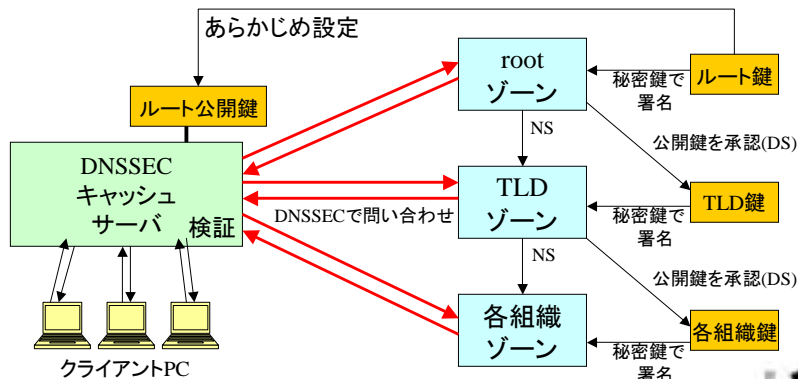 あらかじめ設定
root
ゾーン
ルート鍵
秘密鍵で
署名
ルート公開鍵
NS
公開鍵を承認(DS)
DNSSEC
キャッシュ
サーバ
検証
TLD
ゾーン
TLD鍵
DNSSECで問い合わせ
秘密鍵で
署名
NS
公開鍵を承認(DS)
各組織
ゾーン
各組織鍵
秘密鍵で
署名
クライアントPC